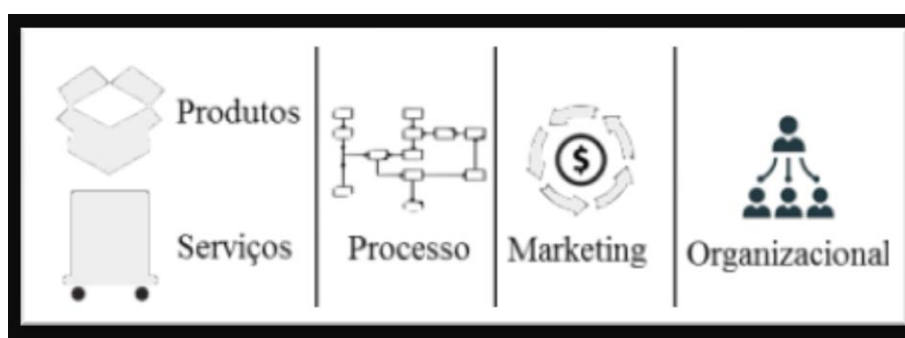 Produtos
Serviços
Processo
Marketing
$
Organizacional